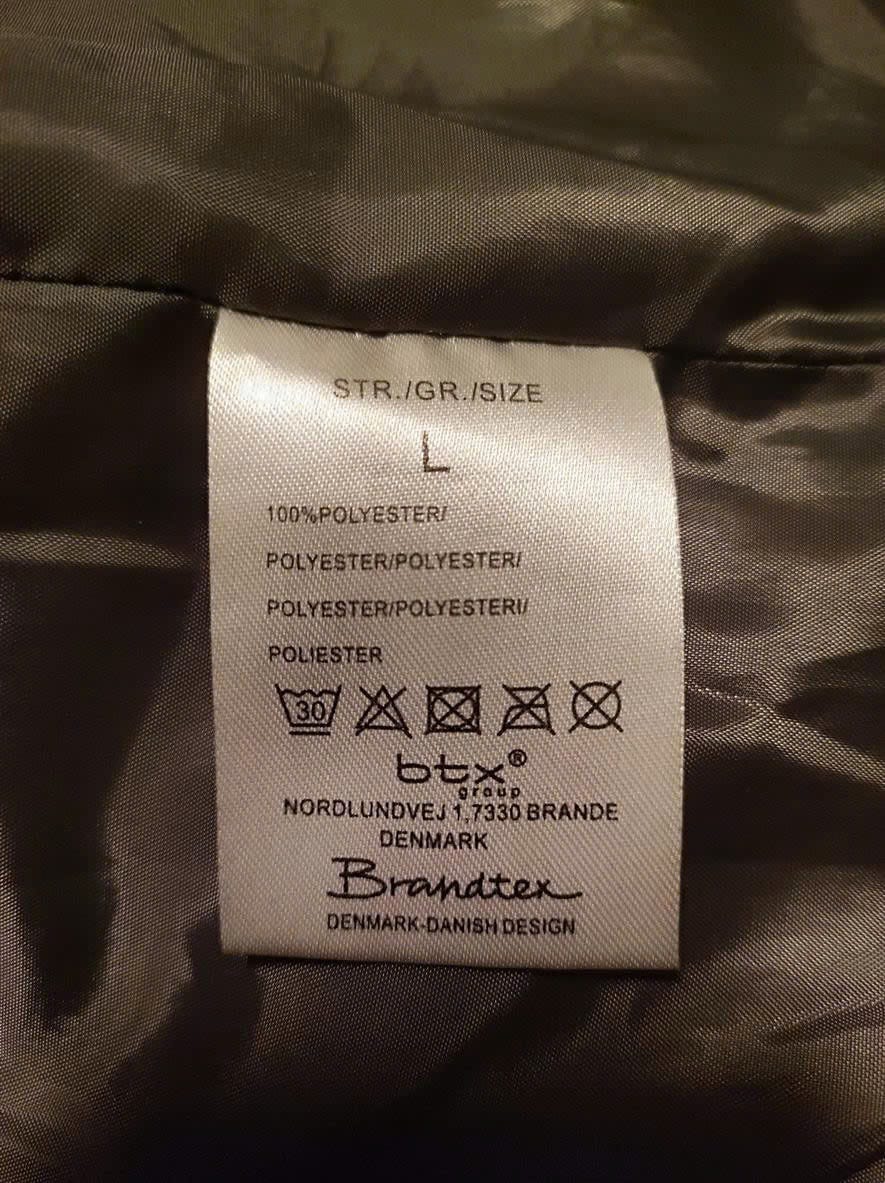 STR./GR./SIZE
L
100%POLYESTER/
POLYESTER/POLYESTER/
POLYESTER/POLYESTERI/
POLIESTER
30
btx®
group
NORDLUNDVEJ 1,7330 BRANDE
DENMARK
Brandtex
DENMARK-DANISH DESIGN